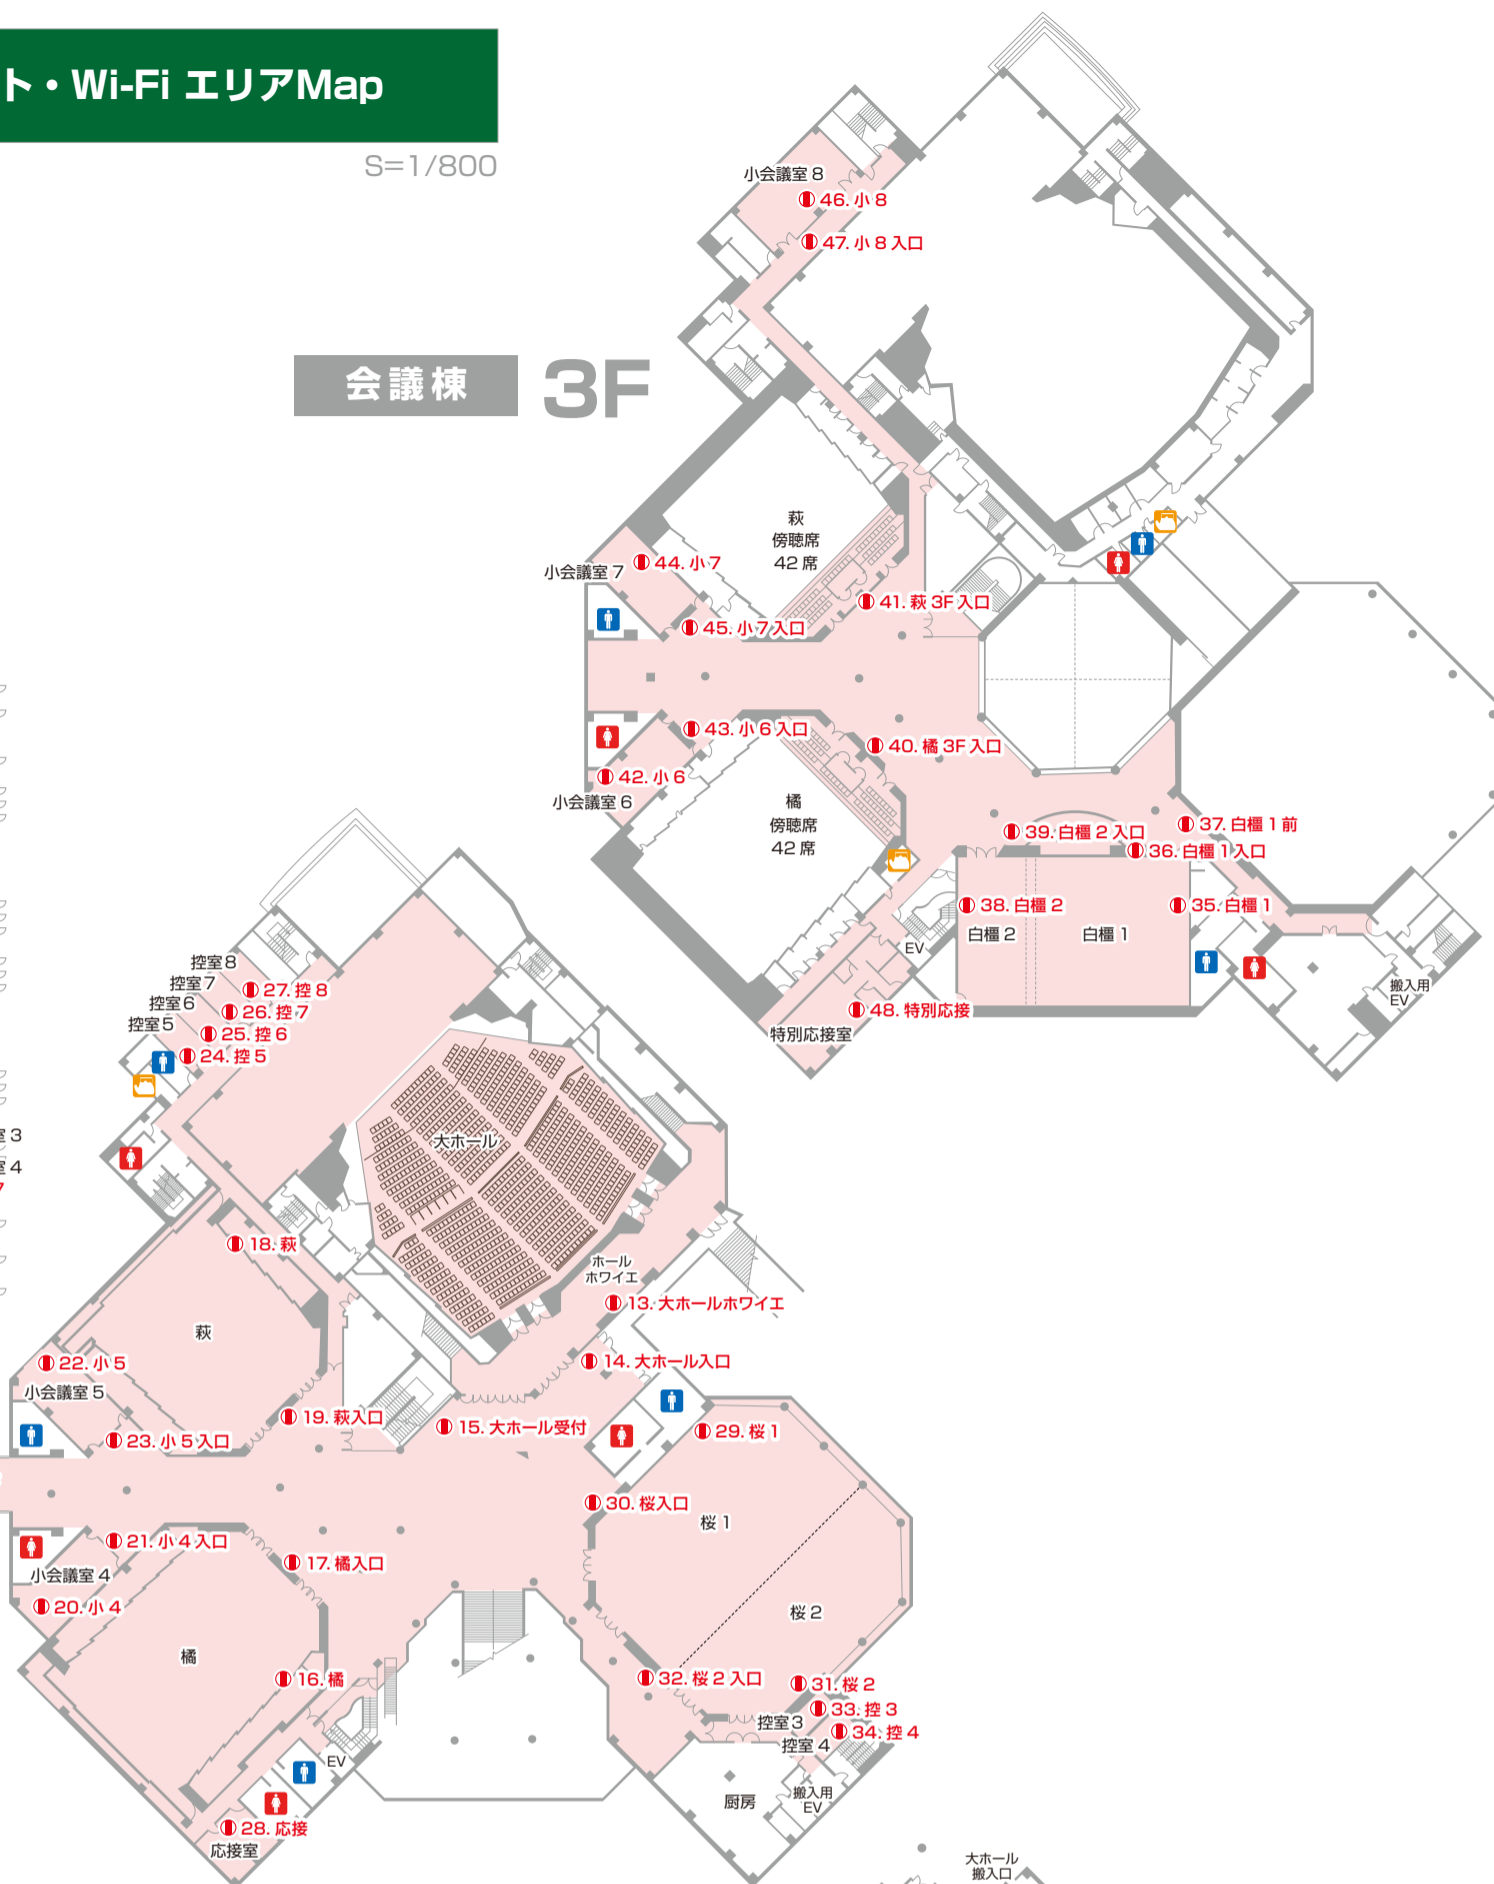 ト・Wi-Fi エリアMap
S=1/800
会議棟 3F
小会議室 8
46. 小 8
47. 小 8 入口
萩
傍聴席
42 席
小会議室 7
44. 小 7
45. 小 7 入口
41. 萩 3F 入口
43. 小 6 入口
42. 小 6
小会議室 6
40. 橘 3F 入口
橘
傍聴席
42 席
39. 白橿 2 入口
37. 白橿 1 前
36. 白橿 1 入口
38. 白橿 2
35. 白橿 1
白橿 2
白橿 1
EV
48. 特別応接
特別応接室
搬入用
EV
控室 8
控室 7
控室 6
控室 5
27. 控 8
26. 控 7
25. 控 6
24. 控 5
室 3
室 4
7
大ホール
18. 萩
ホール
ホワイエ
13. 大ホールホワイエ
萩
14. 大ホール入口
22. 小 5
小会議室 5
19. 萩入口
15. 大ホール受付
23. 小 5 入口
29. 桜 1
30. 桜入口
桜 1
21. 小 4 入口
17. 橘入口
小会議室 4
20. 小 4
桜 2
橘
16. 橘
32. 桜 2 入口
31. 桜 2
33. 控 3
34. 控 4
控室 3
控室 4
EV
厨房
搬入用
EV
28. 応接
応接室
大ホール
搬入口